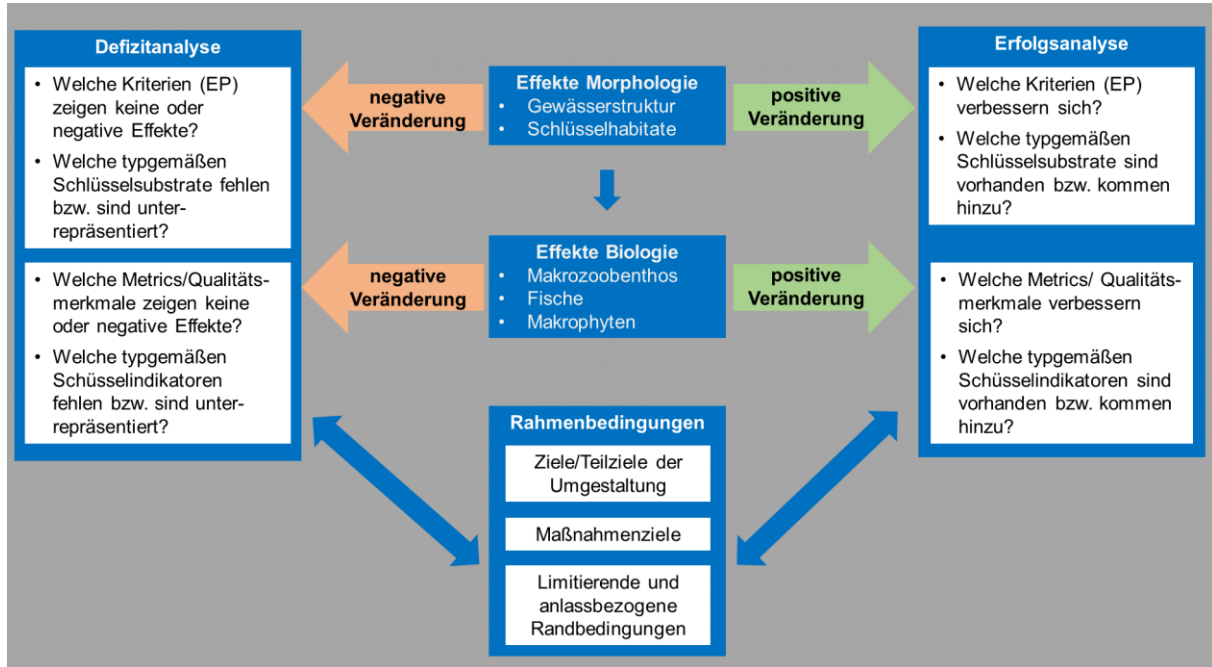 Defizitanalyse
• Welche Kriterien (EP)
zeigen keine oder
negative Effekte?
• Welche typgemäßen
Schlüsselsubstrate fehlen
bzw. sind unter-
repräsentiert?
• Welche Metrics/Qualitäts-
merkmale zeigen keine
oder negative Effekte?
• Welche typgemäßen
Schüsselindikatoren
fehlen bzw. sind unter-
repräsentiert?
negative
Veränderung
Effekte Morphologie
• Gewässerstruktur
• Schlüsselhabitate
positive
Veränderung
negative
Veränderung
Effekte Biologie
• Makrozoobenthos
• Fische
• Makrophyten
positive
Veränderung
Rahmenbedingungen
Ziele/Teilziele der
Umgestaltung
Maßnahmenziele
Limitierende und
anlassbezogene
Randbedingungen
Erfolgsanalyse
• Welche Kriterien (EP)
verbessern sich?
• Welche typgemäßen
Schlüsselsubstrate sind
vorhanden bzw. kommen
hinzu?
• Welche Metrics/ Qualitäts-
merkmale verbessern
sich?
• Welche typgemäßen
Schüsselindikatoren sind
vorhanden bzw. kommen
hinzu?